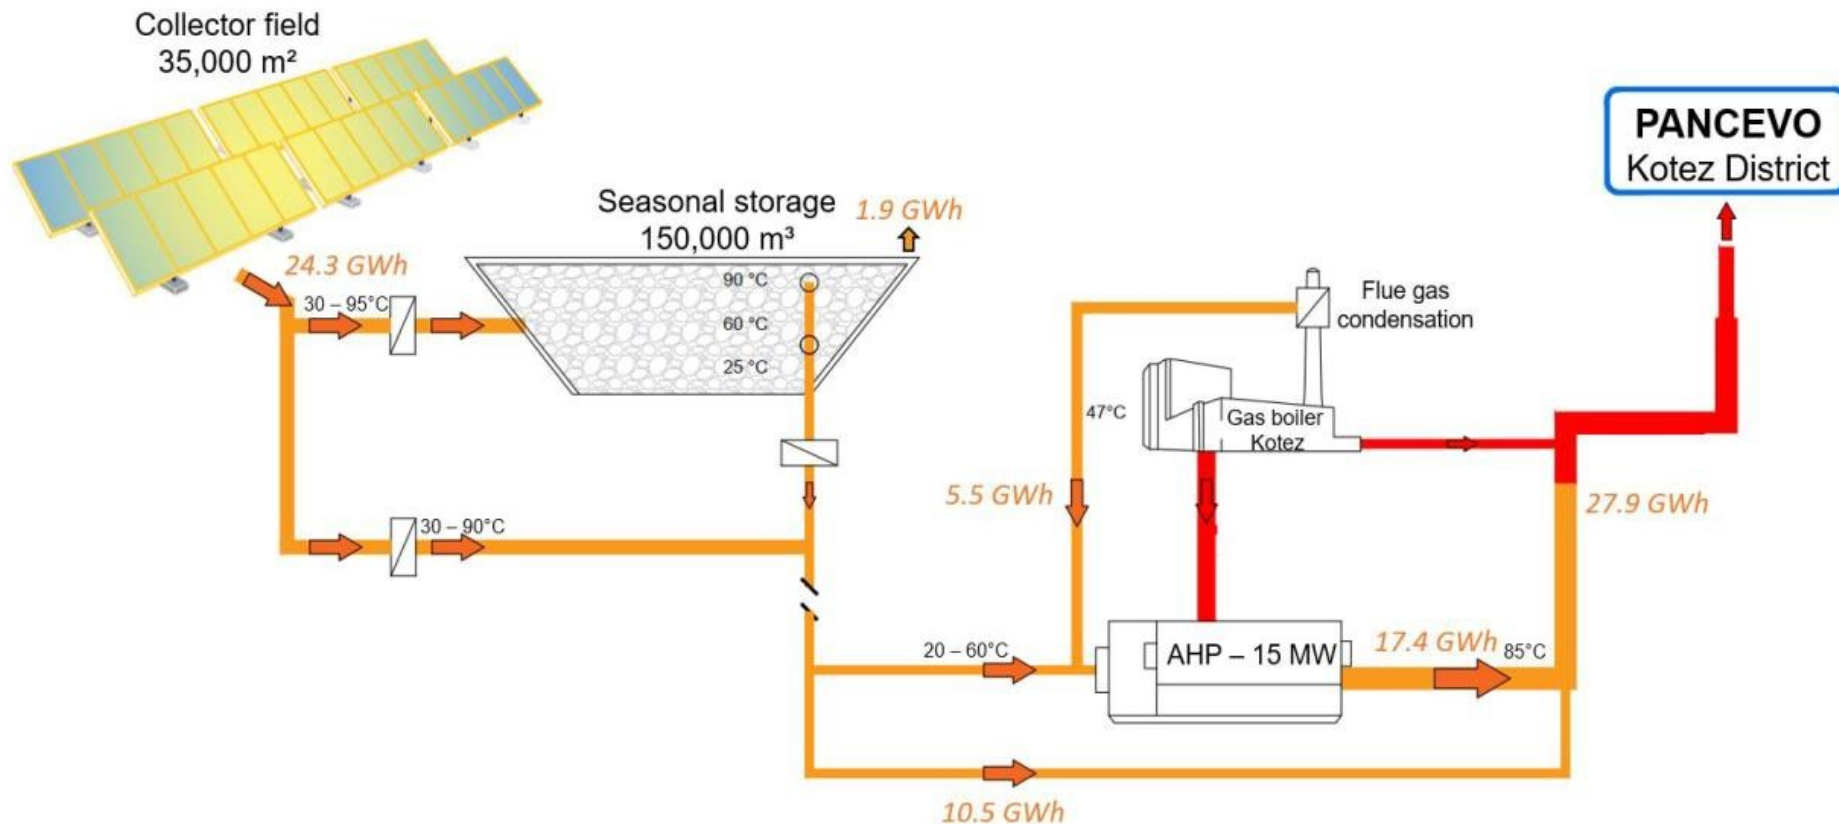 Collector field
35,000 m²
PANCEVO
Kotez District
Seasonal storage
150,000 m³
1.9 GWh
24.3 GWh
30 – 95°C
90 °C
60 °C
25 °C
Flue gas
condensation
47°C
Gas boiler
Kotez
5.5 GWh
27.9 GWh
30 – 90°C
20 – 60°C
AHP – 15 MW
17.4 GWh
85°C
10.5 GWh